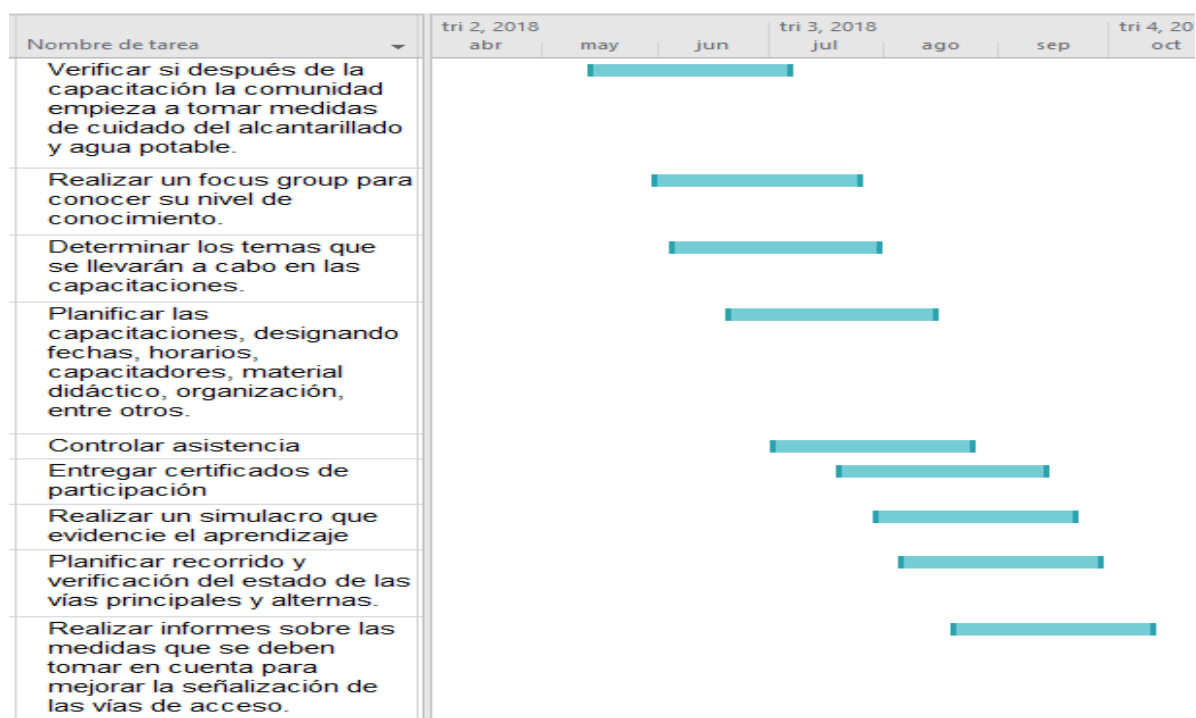 tri 2, 2018 tri 3, 2018 tri 4, 20
Nombre de tarea abr may jun jul ago sep oct
Verificar si después de la
capacitación la comunidad
empieza a tomar medidas
de cuidado del alcantarillado
y agua potable.
Realizar un focus group para
conocer su nivel de
conocimiento.
Determinar los temas que
se llevarán a cabo en las
capacitaciones.
Planificar las
capacitaciones, designando
fechas, horarios,
capacitadores, material
didáctico, organización,
entre otros.
Controlar asistencia
Entregar certificados de
participación
Realizar un simulacro que
evidencie el aprendizaje
Planificar recorrido y
verificación del estado de las
vías principales y alternas.
Realizar informes sobre las
medidas que se deben
tomar en cuenta para
mejorar la señalización de
las vías de acceso.